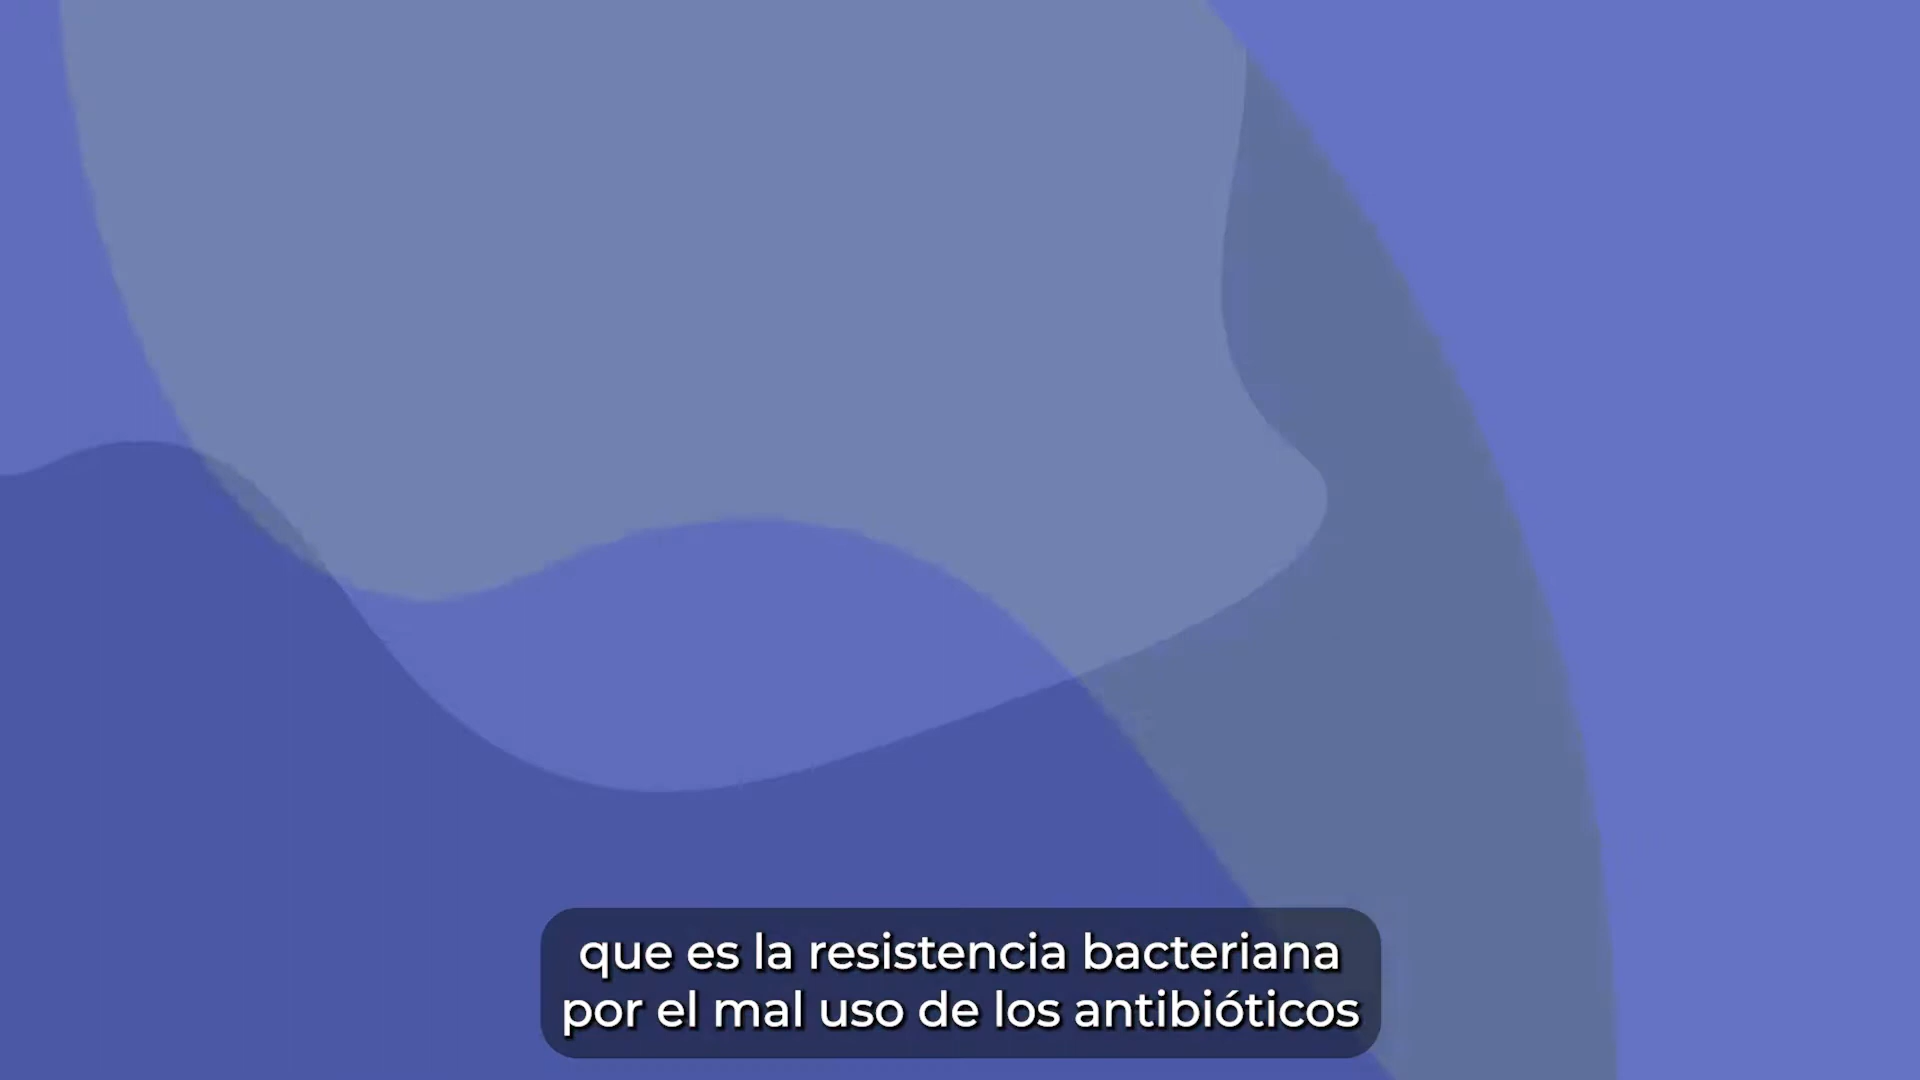 que es la resistencia bacteriana
por el mal uso de los antibióticos